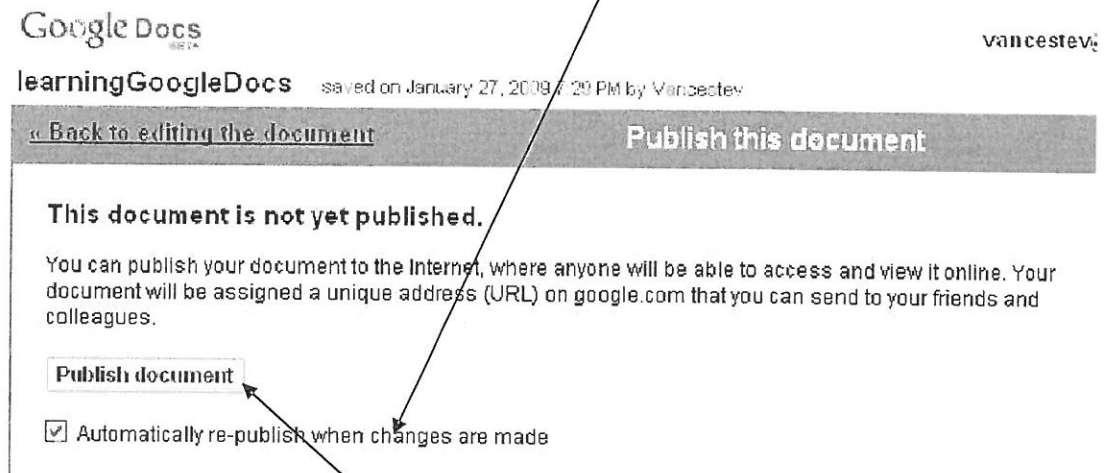 Google Docs
BETA
vancesteve
learningGoogleDocs saved on January 27, 2009 7:29 PM by Vancestev
« Back to editing the document Publish this document
This document is not yet published.
You can publish your document to the Internet, where anyone will be able to access and view it online. Your
document will be assigned a unique address (URL) on google.com that you can send to your friends and
colleagues.
Publish document
Automatically re-publish when changes are made